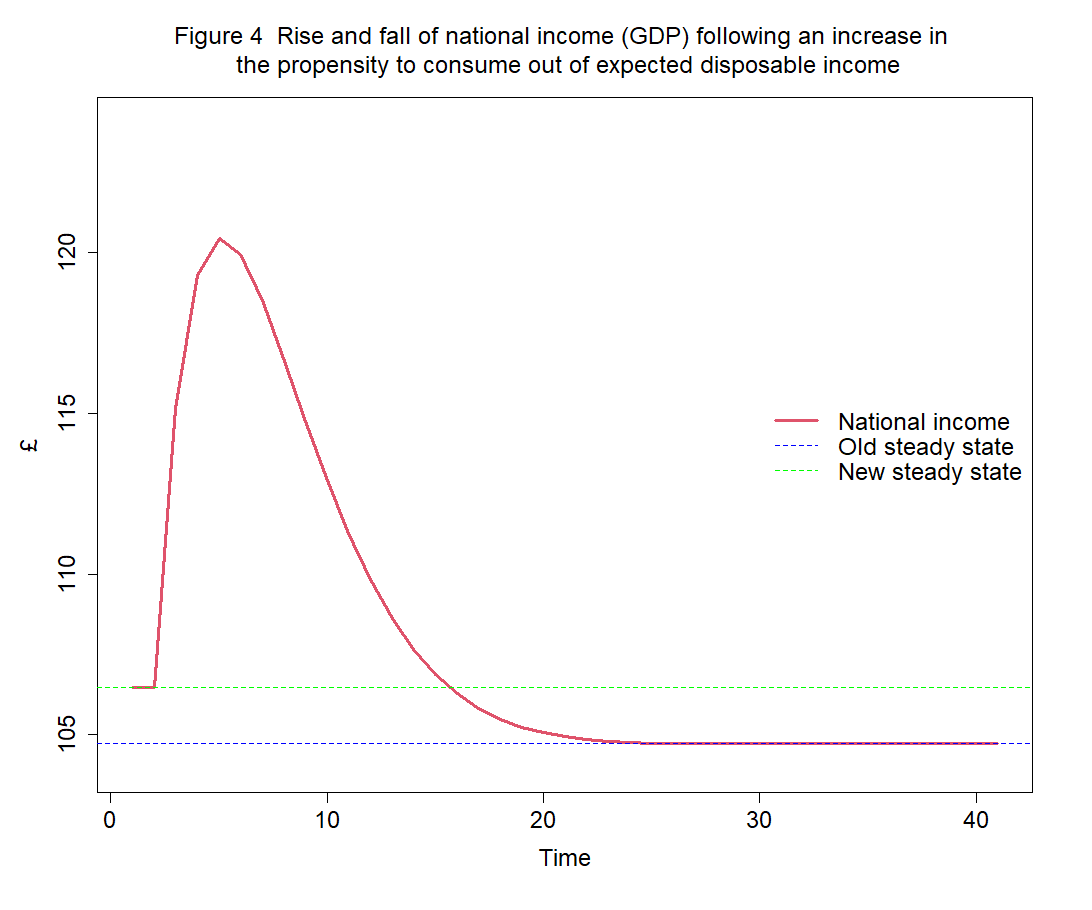 Figure 4  Rise and fall of national income (GDP) following an increase in
the propensity to consume out of expected disposable income
120
115
110
105
£
National income
Old steady state
New steady state
0 10 20 30 40
Time